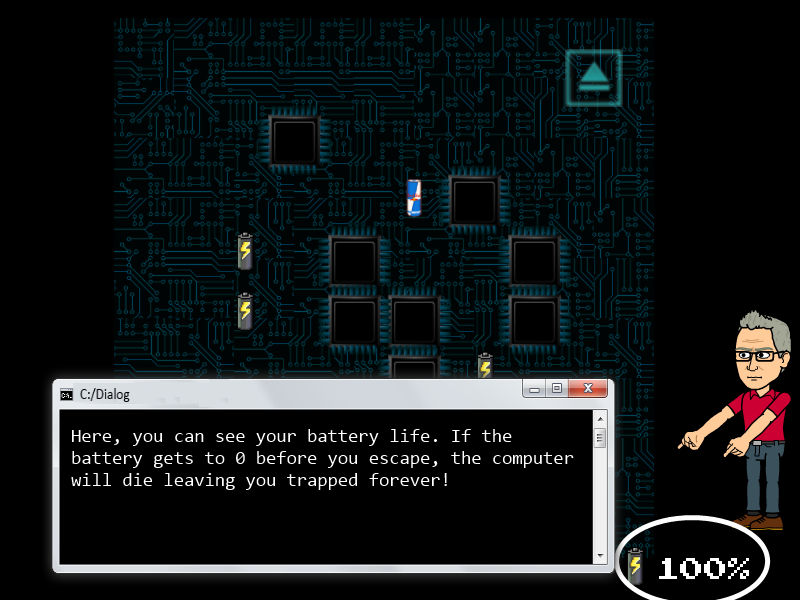 C:/Dialog
Here, you can see your battery life. If the
battery gets to 0 before you escape, the computer
will die leaving you trapped forever!
100%